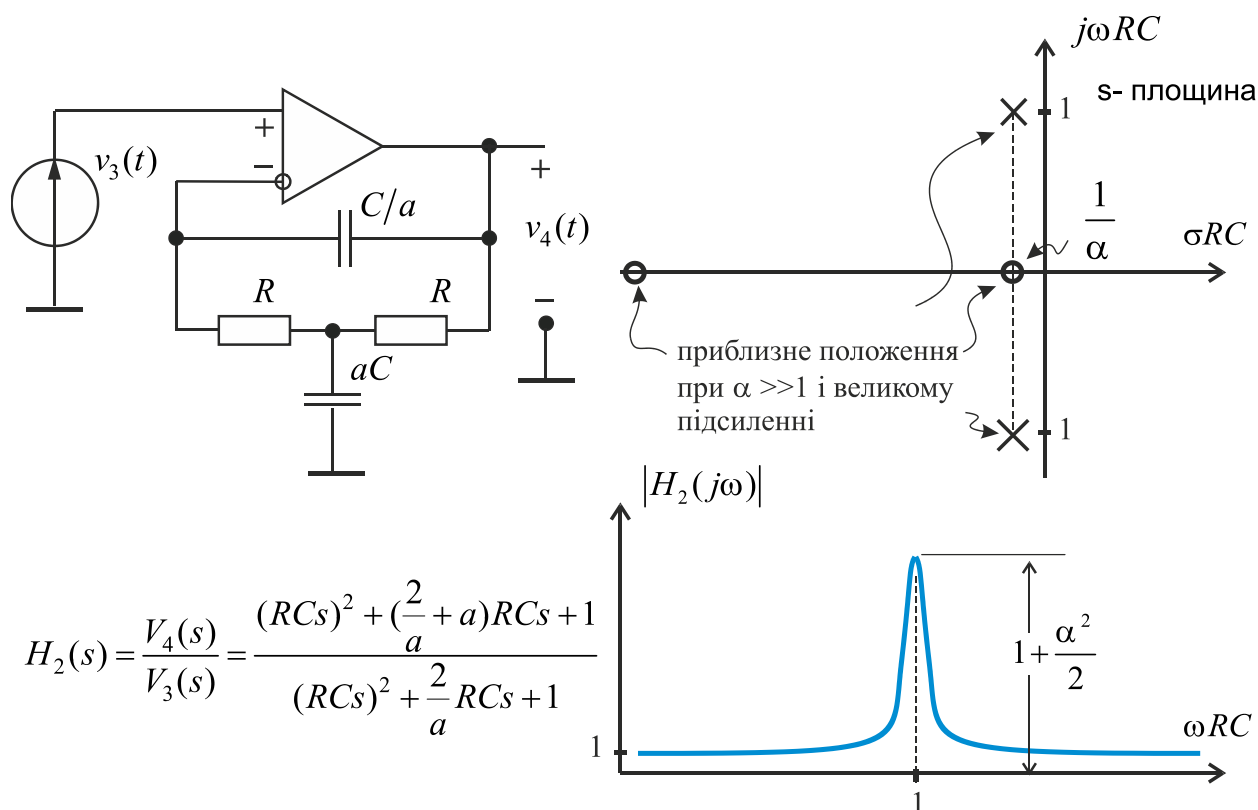 v₃(t)
+
−
C/a
R
R
aC
+
v₄(t)
−
jωRC
s- площина
1
1/α
σRC
приблизне положення
при α >>1 і великому
підсиленні
1
H₂(s) = V₄(s)/V₃(s) = ((RCs)² + (2/a + a)RCs + 1)/((RCs)² + (2/a)RCs + 1)
|H₂(jω)|
1 + α²/2
1
ωRC
1